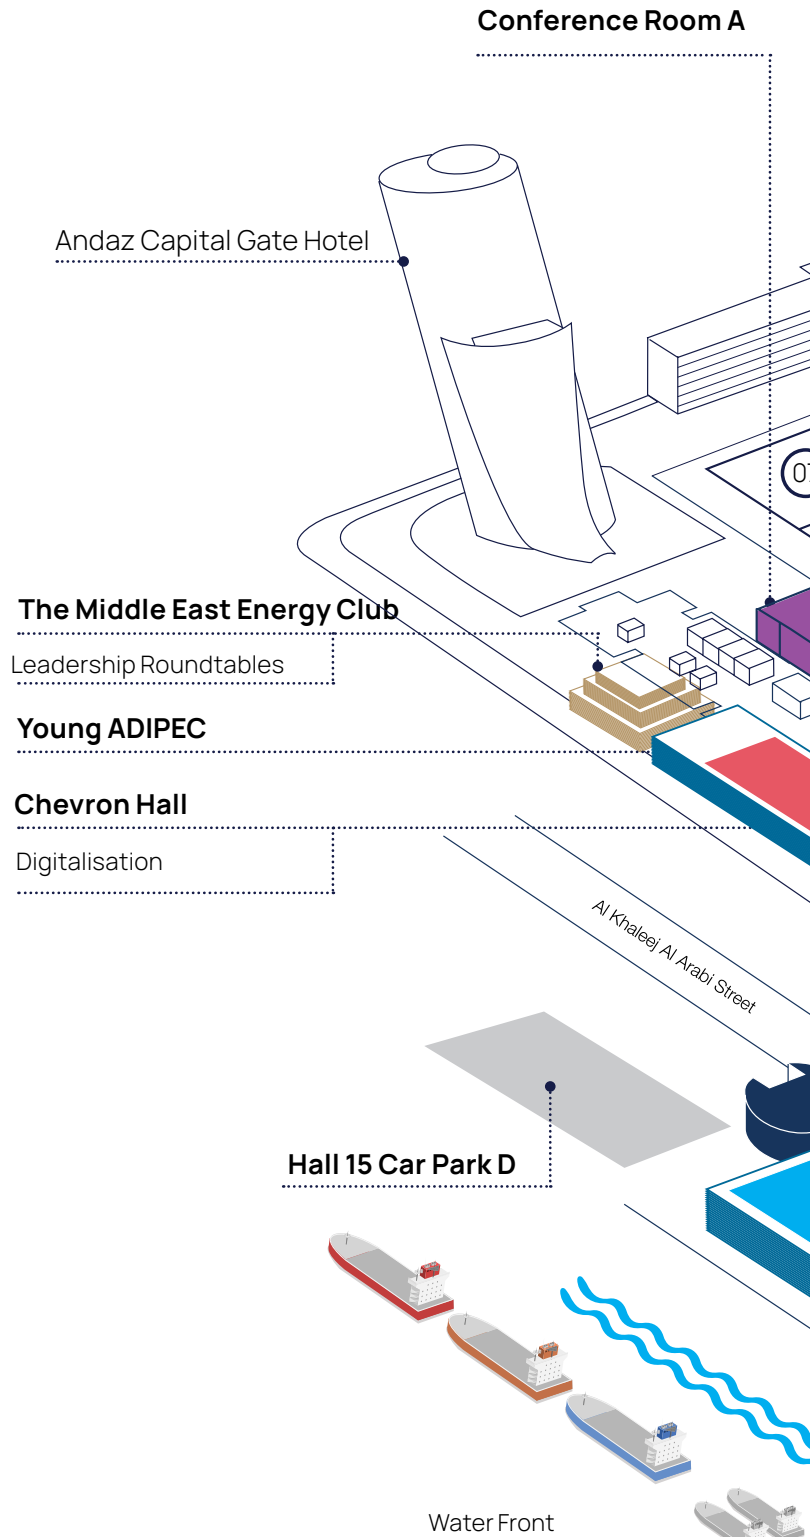 Conference Room A
Andaz Capital Gate Hotel
The Middle East Energy Club
Leadership Roundtables
Young ADIPEC
Chevron Hall
Digitalisation
Al Khaleej Al Arabi Street
Hall 15 Car Park D
Water Front